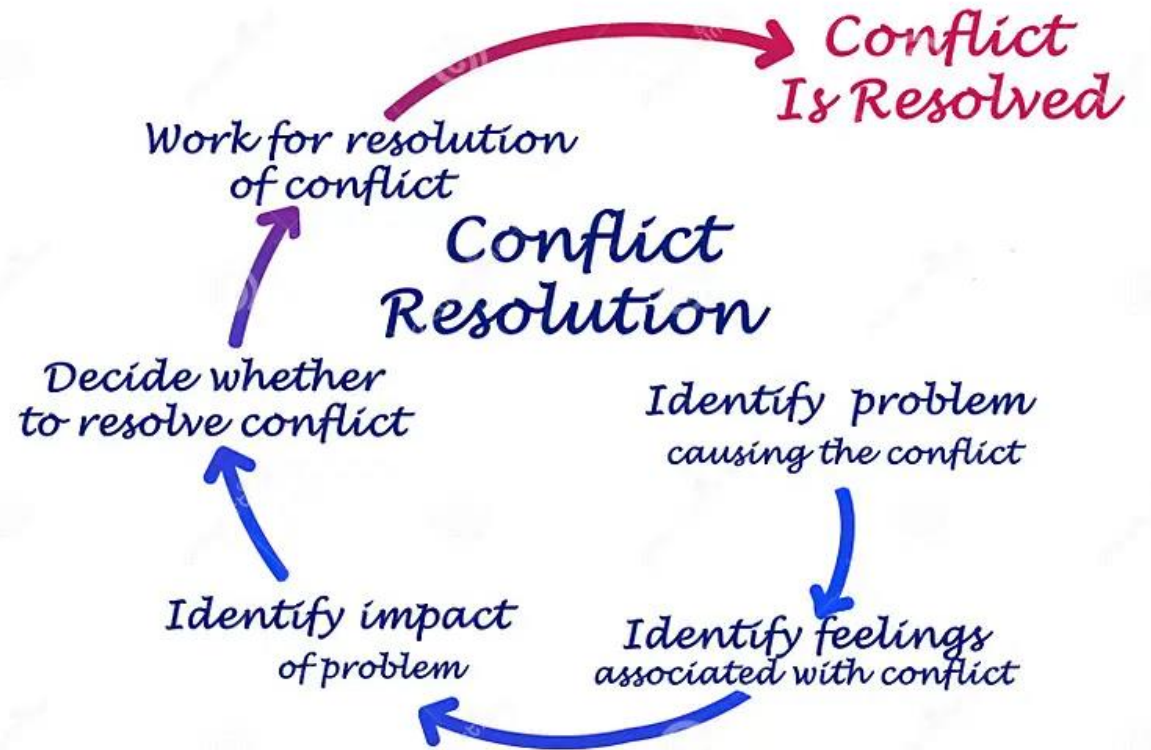 Conflict
Is Resolved
Work for resolution
of conflict
Conflict
Resolution
Decide whether
to resolve conflict
Identify problem
causing the conflict
Identify impact
of problem
Identify feelings
associated with conflict